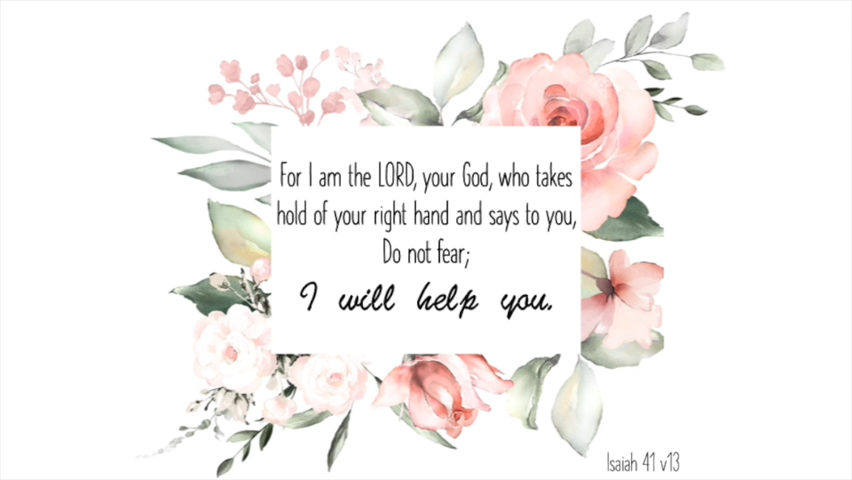 For I am the LORD, your God, who takes
hold of your right hand and says to you,
Do not fear;
I will help you.
Isaiah 41 v13